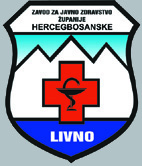 ZAVOD ZA JAVNO ZDRAVSTVO
ŽUPANIJE
HERCEGBOSANSKE
LIVNO